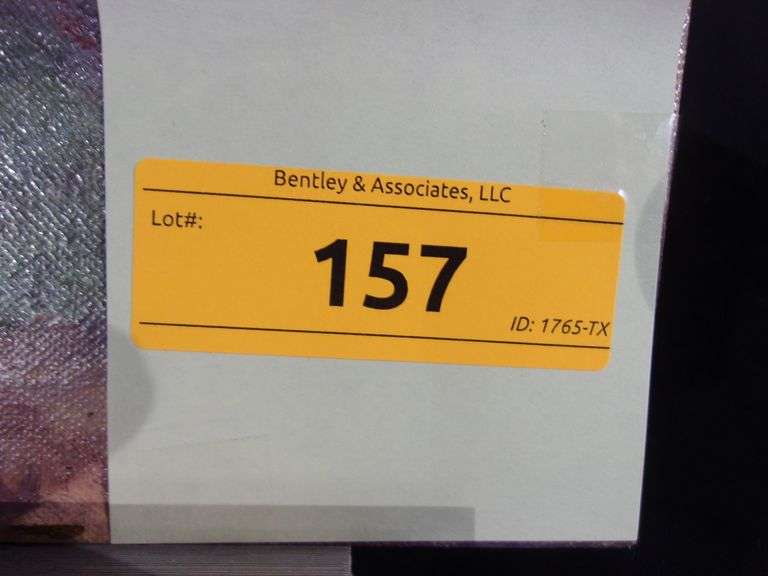 Bentley & Associates, LLC
Lot#:
157
ID: 1765-TX